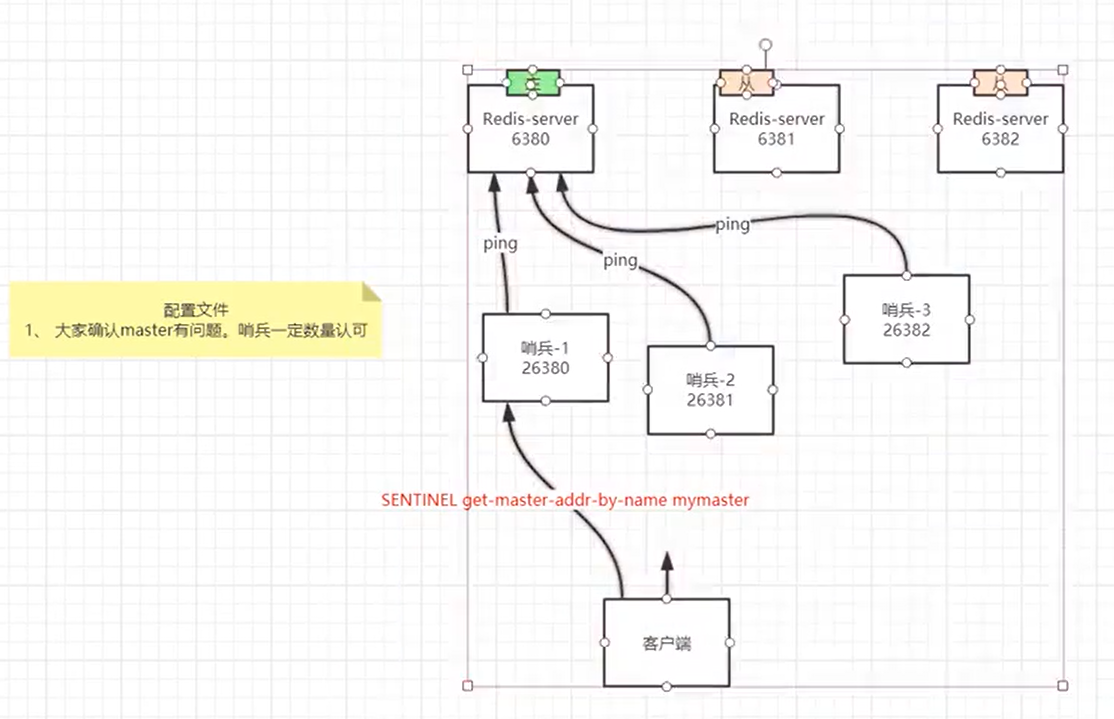 主
从
从
Redis-server
6380
Redis-server
6381
Redis-server
6382
ping
ping
ping
配置文件
1、 大家确认master有问题。哨兵一定数量认可
哨兵-1
26380
哨兵-2
26381
哨兵-3
26382
SENTINEL get-master-addr-by-name mymaster
客户端